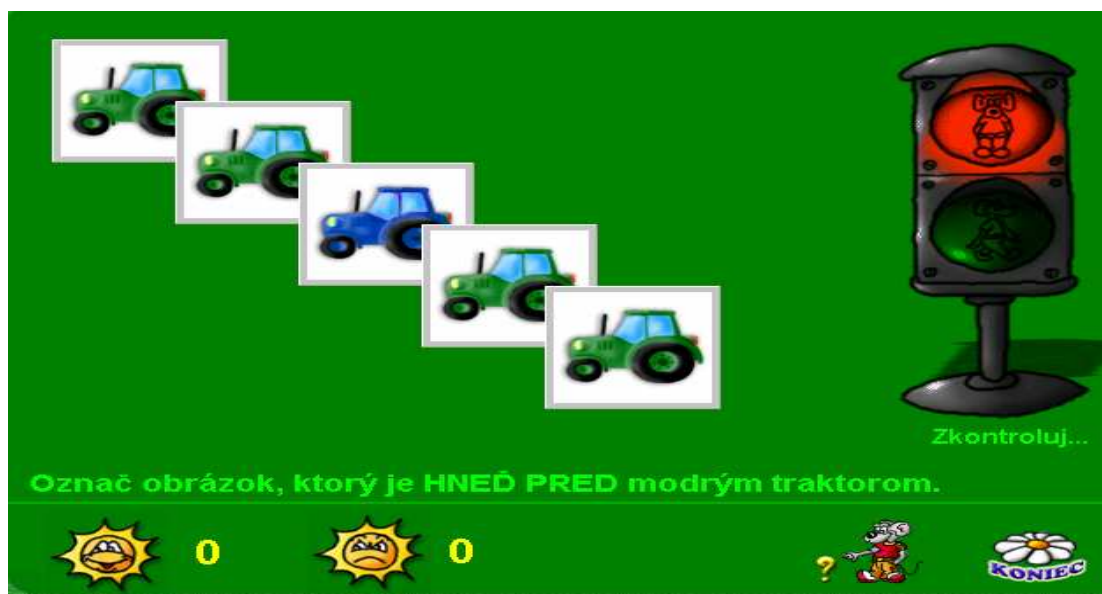 Zkontroluj...
Označ obrázok, ktorý je HNEĎ PRED modrým traktorom.
0
0
?
KONIEC